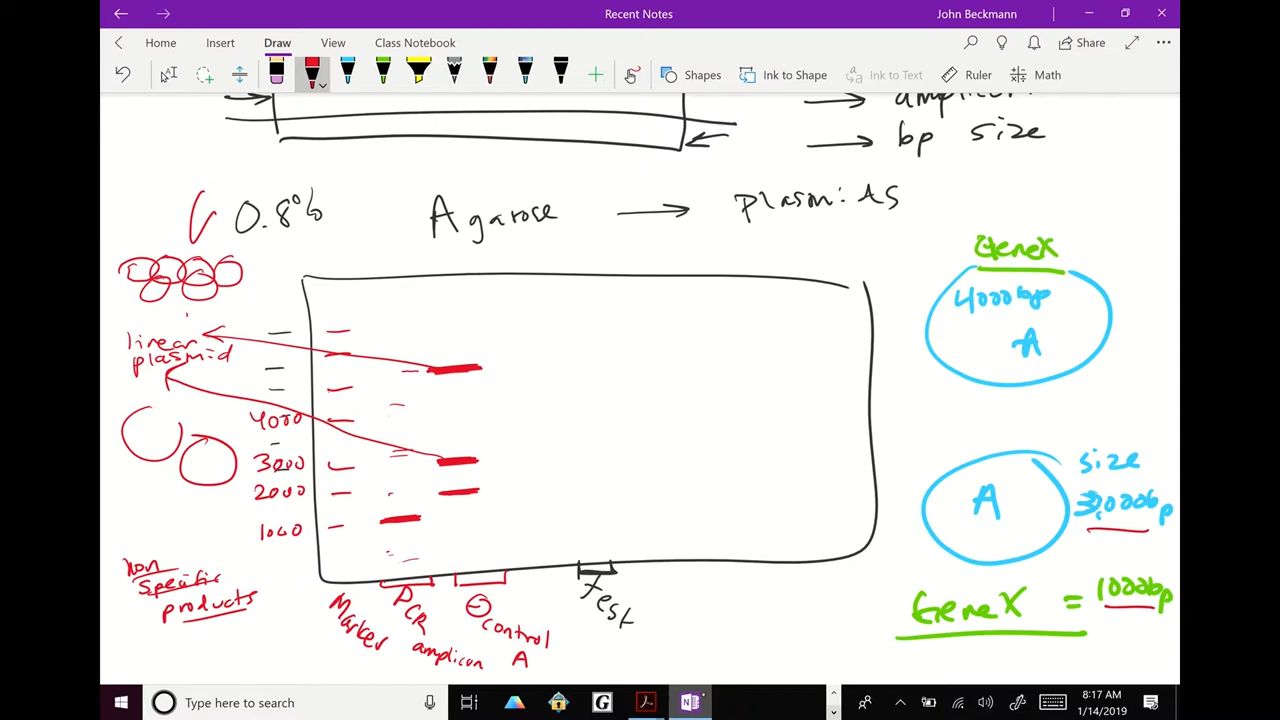 Recent Notes
John Beckmann
Home
Insert
Draw
View
Class Notebook
Share
Shapes
Ink to Shape
Ink to Text
Ruler
Math
amplicon
bp size
0.8% Agarose → plasmids
GeneX
4000bp
A
linear
plasmid
4000
3000
2000
1000
A
size
3,000bp
GeneX = 1000bp
Non
Specific
products
Marker
PCR
amplicon
⊖
control
A
Test
Type here to search
8:17 AM
1/14/2019